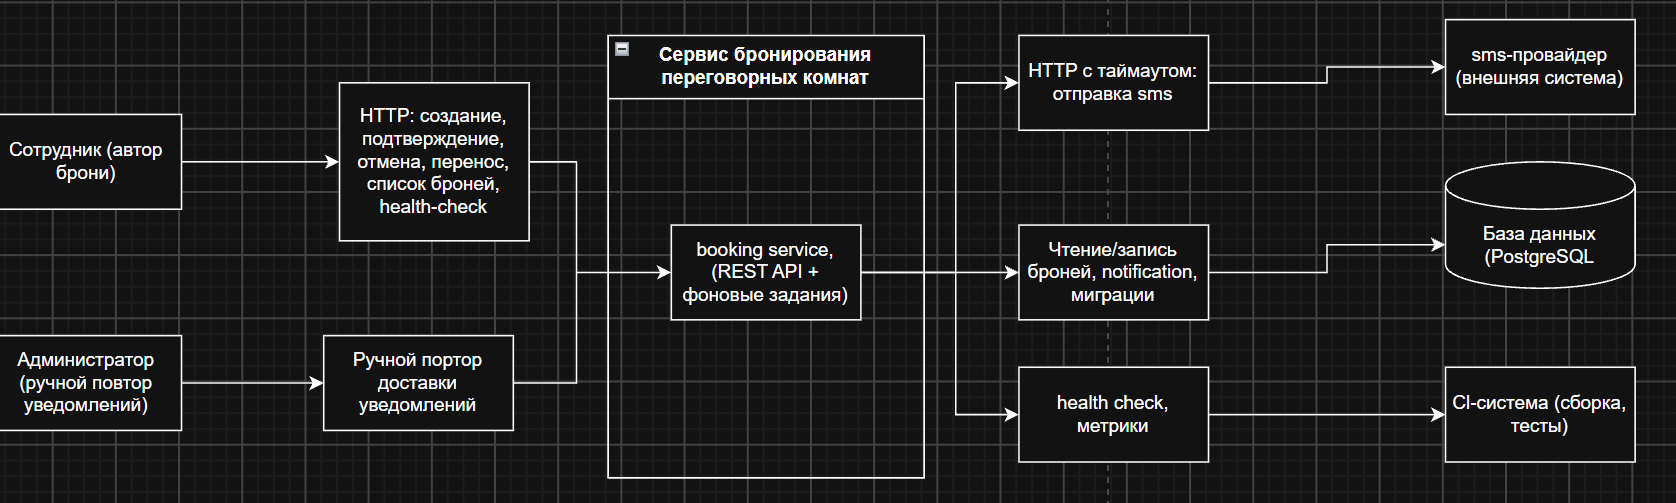 Сотрудник (автор
брони)
Администратор
(ручной повтор
уведомлений)
HTTP: создание,
подтверждение,
отмена, перенос,
список броней,
health-check
Ручной портор
доставки
уведомлений
Сервис бронирования
переговорных комнат
booking service,
(REST API +
фоновые задания)
HTTP с таймаутом:
отправка sms
Чтение/запись
броней, notification,
миграции
health check,
метрики
sms-провайдер
(внешняя система)
База данных
(PostgreSQL
CI-система (сборка,
тесты)